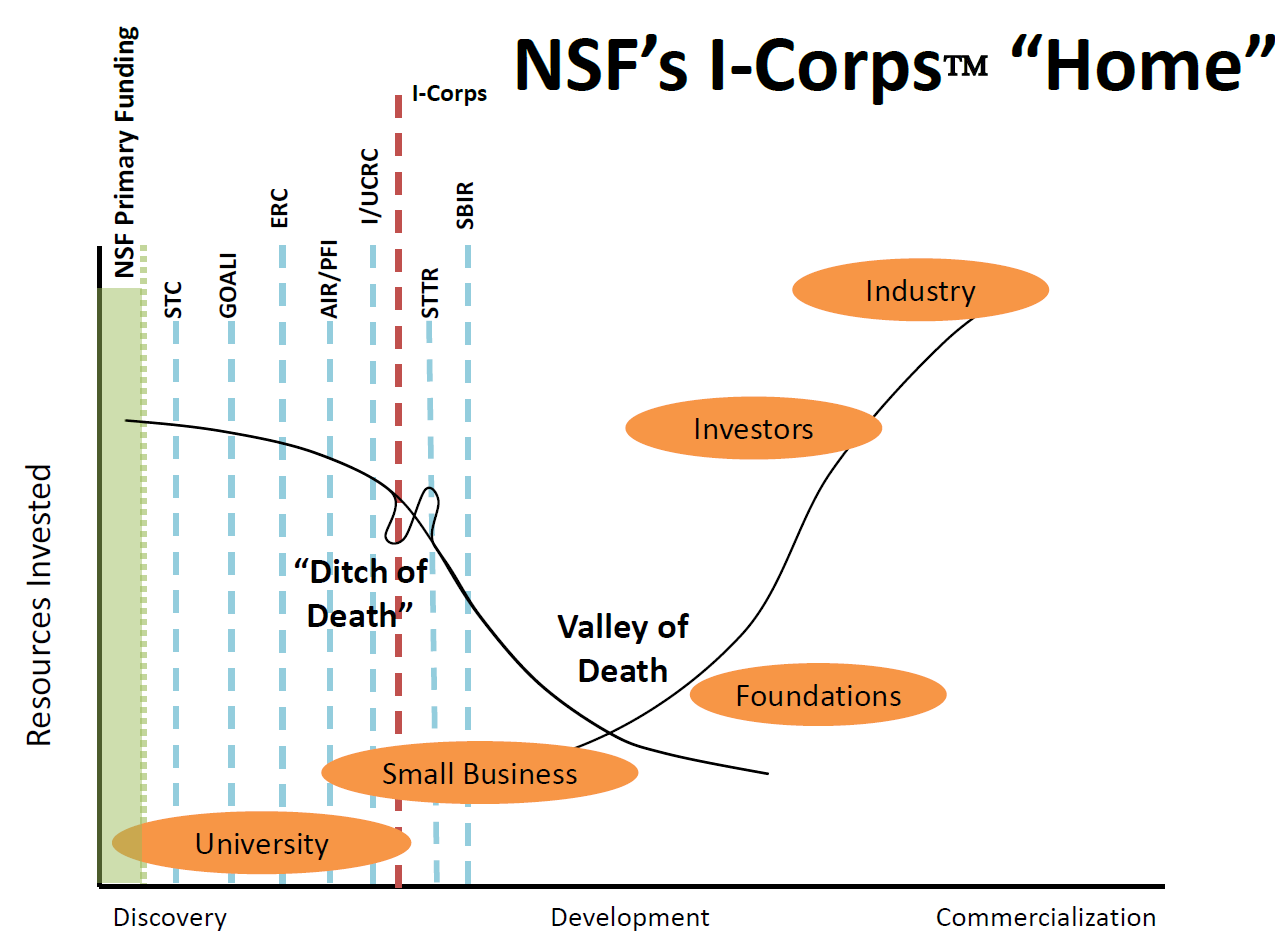 NSF’s I-Corps™ “Home”
NSF Primary Funding
I-Corps
STC
GOALI
ERC
AIR/PFI
I/UCRC
STTR
SBIR
Industry
Investors
“Ditch of
Death”
Valley of
Death
Foundations
Small Business
University
Resources Invested
Discovery
Development
Commercialization